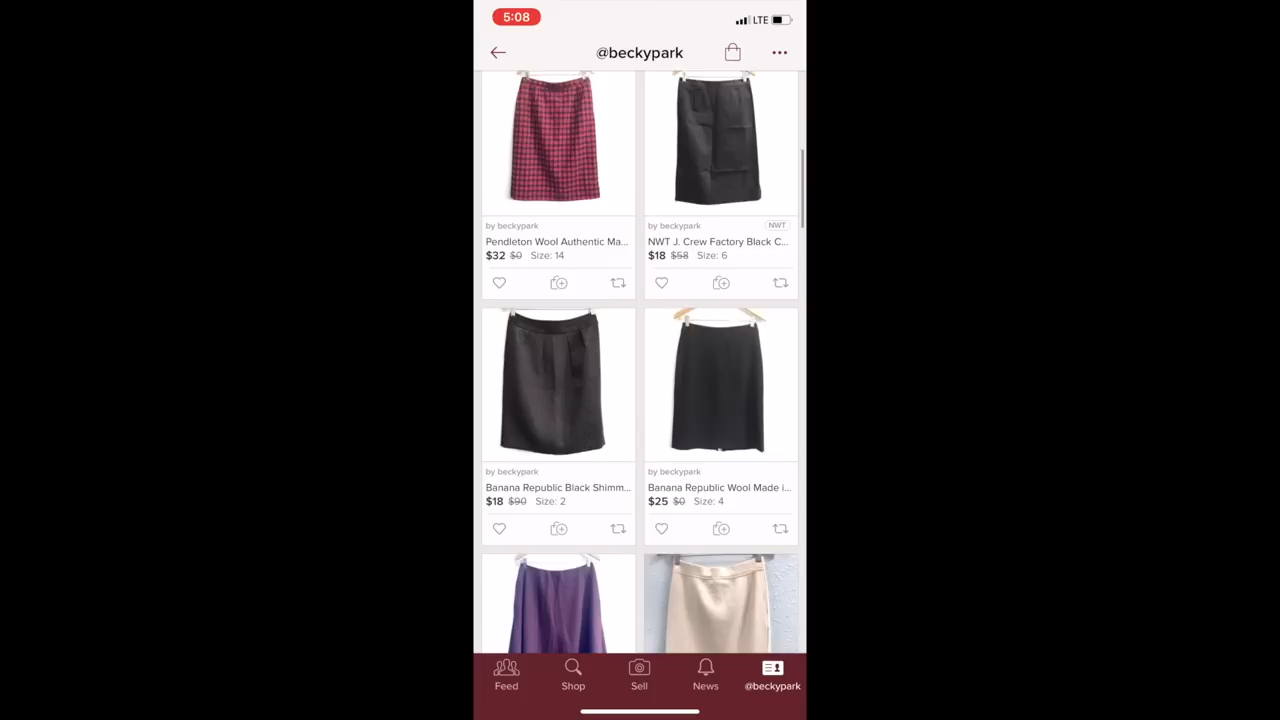 5:08
LTE
@beckypark
by beckypark
Pendleton Wool Authentic Ma...
$32 $0 Size: 14
by beckypark
NWT
NWT J. Crew Factory Black C...
$18 $58 Size: 6
by beckypark
Banana Republic Black Shimm...
$18 $90 Size: 2
by beckypark
Banana Republic Wool Made i...
$25 $0 Size: 4
Feed
Shop
Sell
News
@beckypark